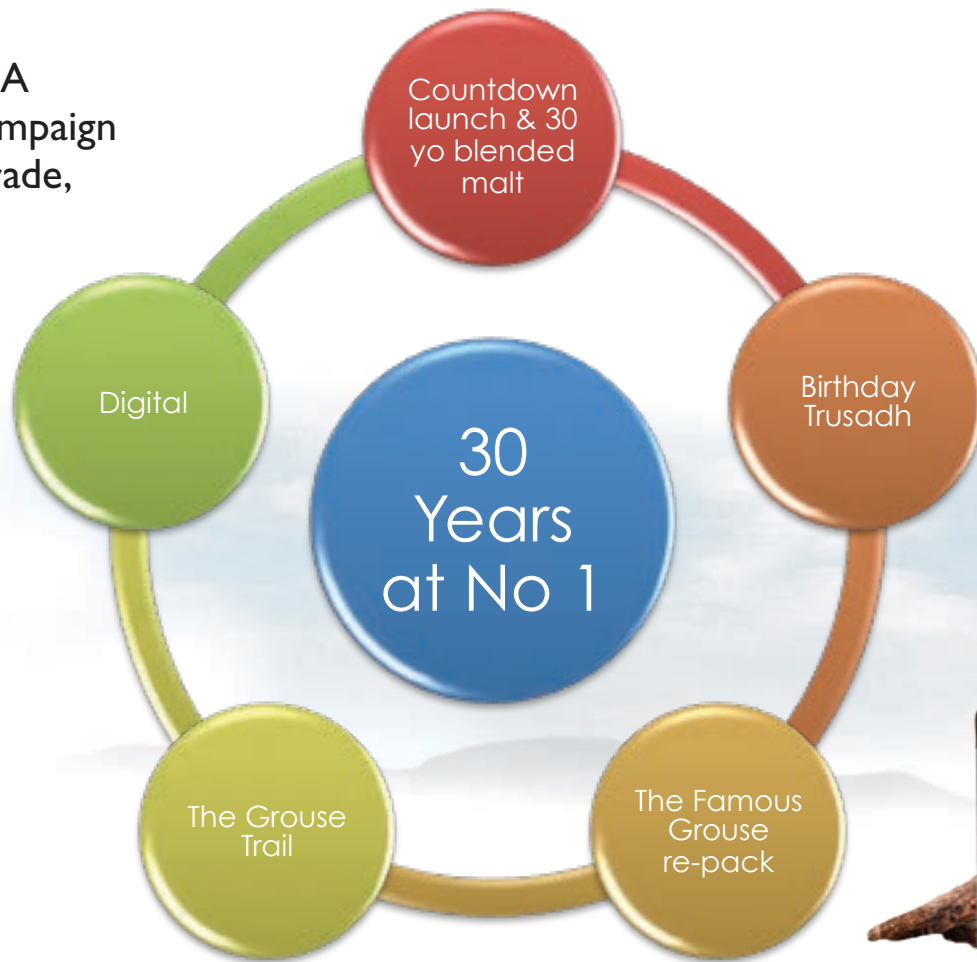 A
mpaign
rade,
Countdown
launch & 30
yo blended
malt
Birthday
Trusadh
The Famous
Grouse
re-pack
The Grouse
Trail
Digital
30
Years
at No 1